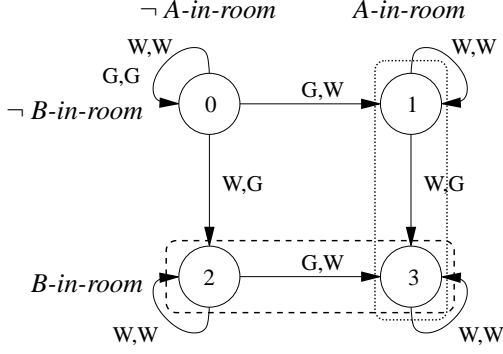 ¬ A-in-room A-in-room
W,W W,W
G,G
0 G,W 1
¬ B-in-room
W,G W,G
B-in-room 2 G,W 3
W,W W,W